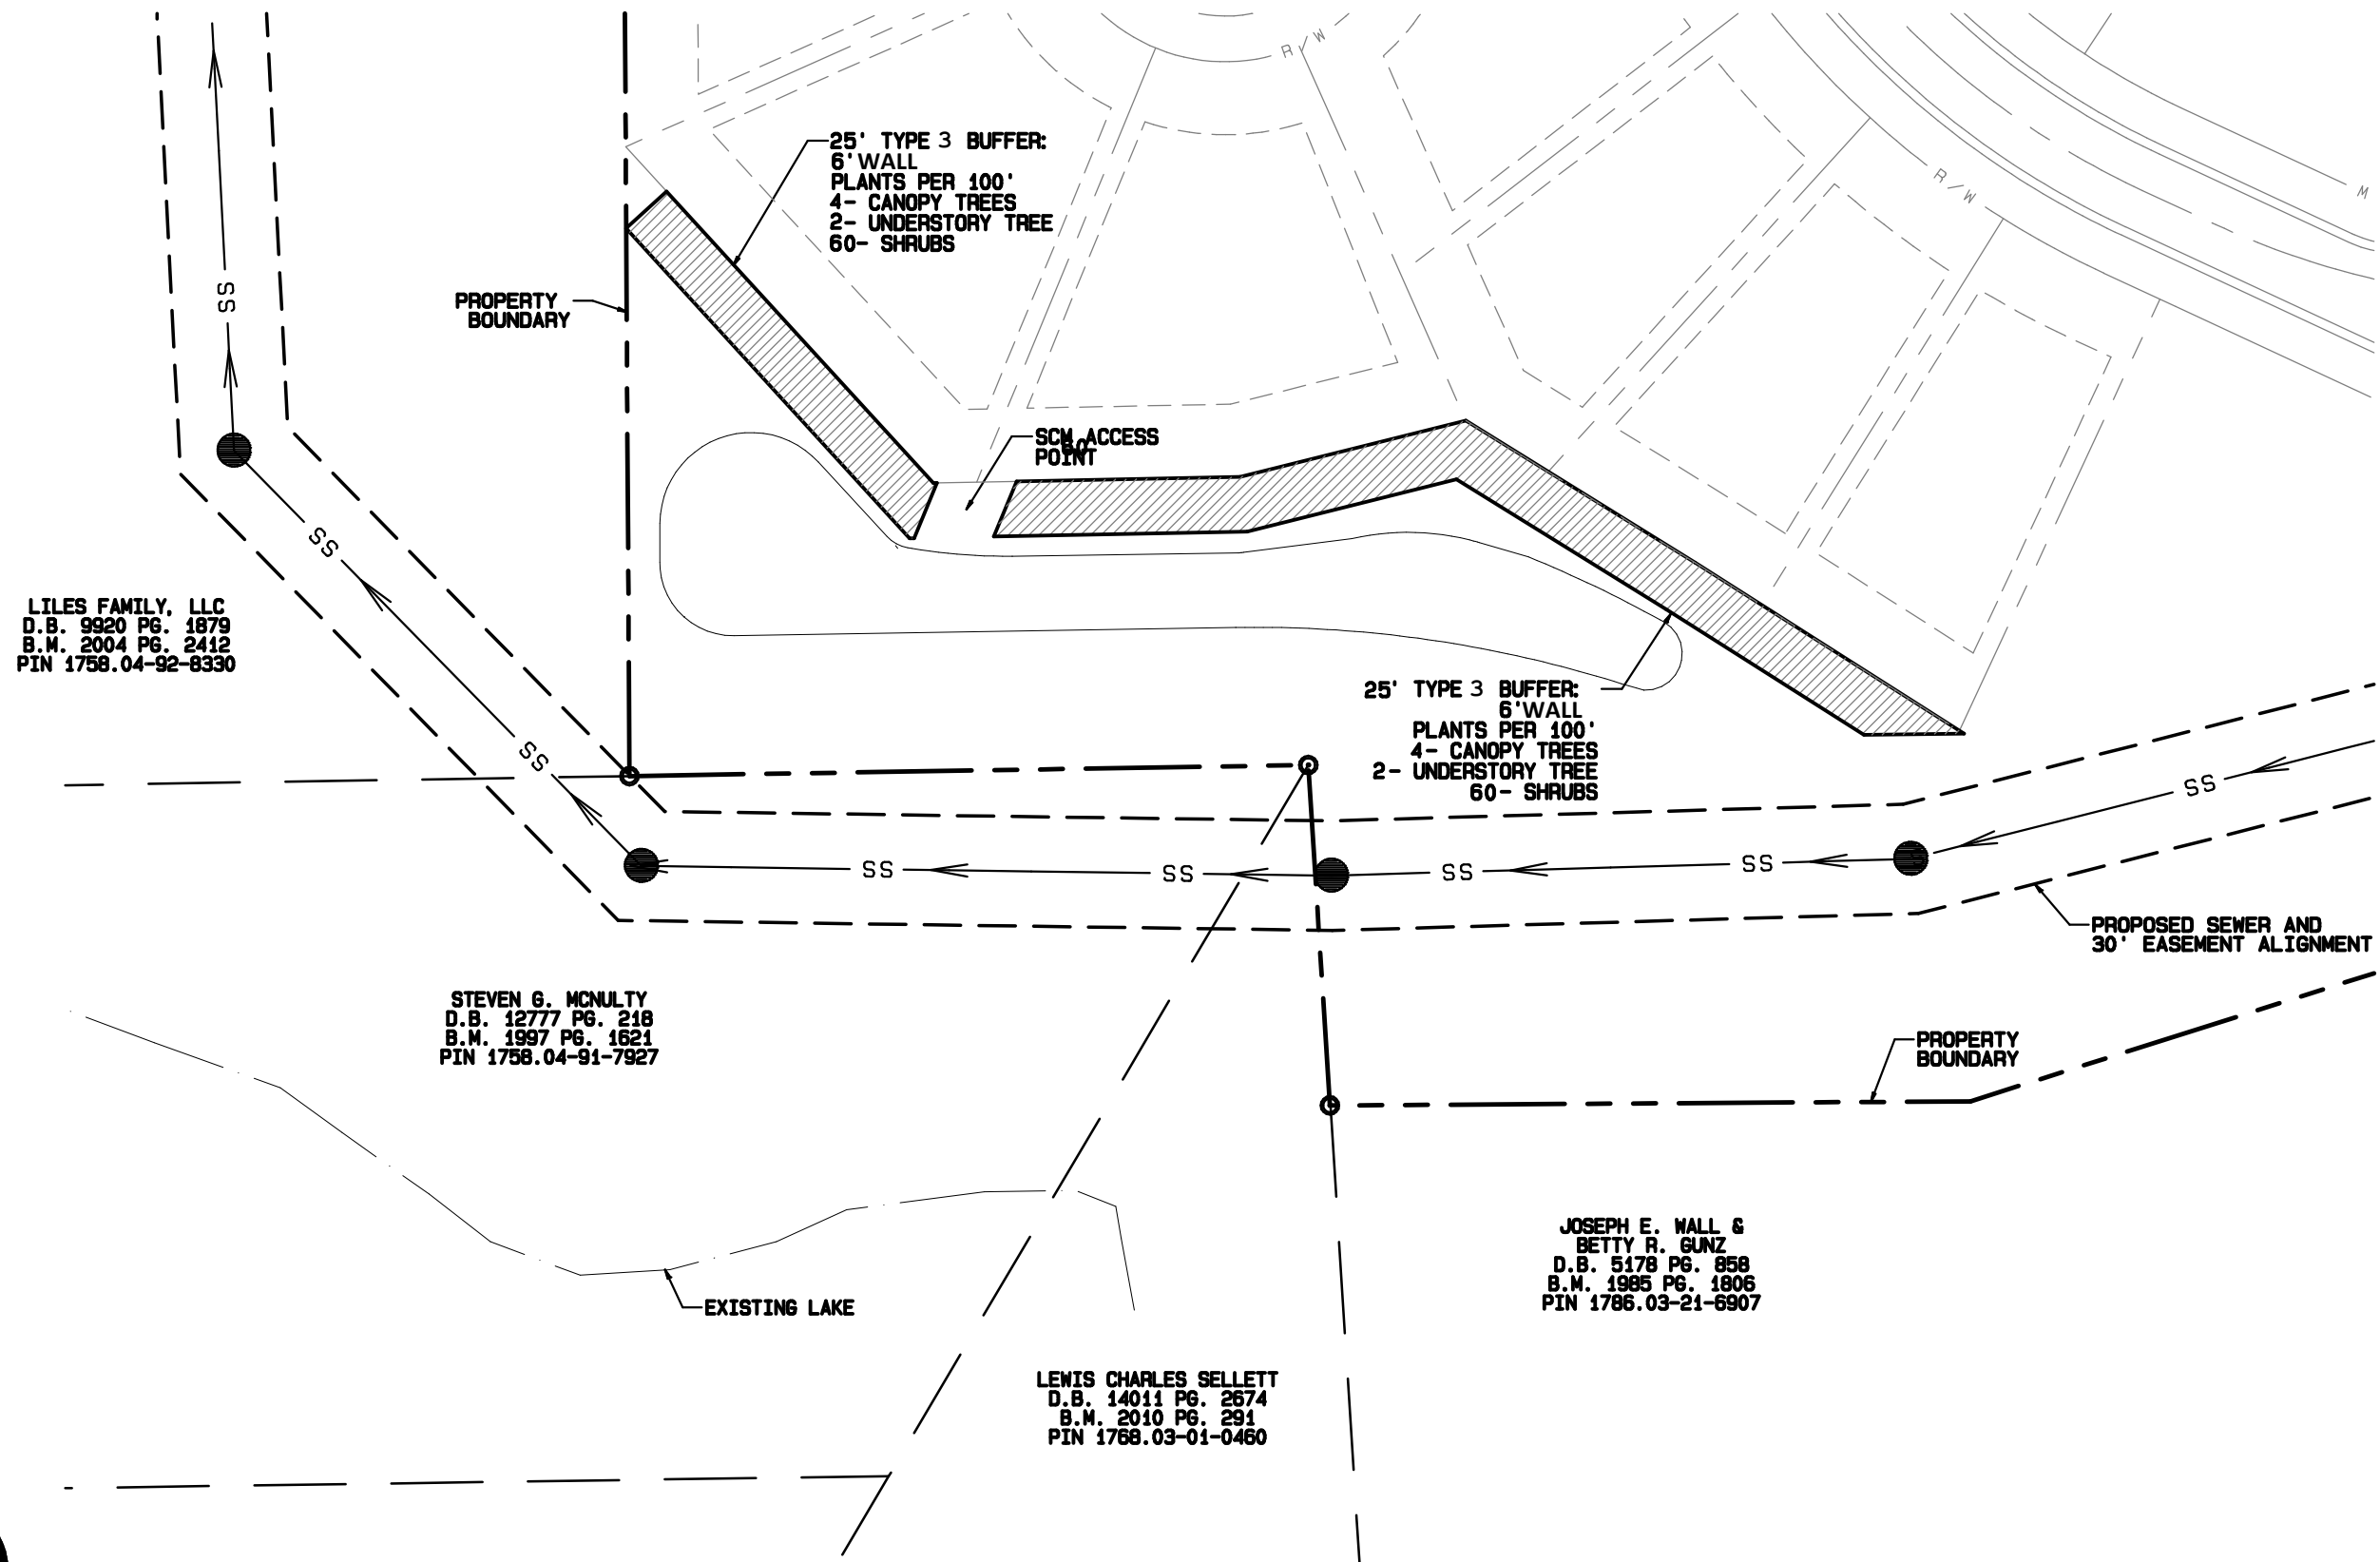 R/W
R/W
M
25' TYPE 3 BUFFER:
6' WALL
PLANTS PER 100'
4- CANOPY TREES
2- UNDERSTORY TREE
60- SHRUBS
SS
PROPERTY
BOUNDARY
SCM ACCESS
POINT
SS
LILES FAMILY, LLC
D.B. 9920 PG. 1879
B.M. 2004 PG. 2412
PIN 1758.04-92-8330
25' TYPE 3 BUFFER:
6' WALL
PLANTS PER 100'
4- CANOPY TREES
2- UNDERSTORY TREE
60- SHRUBS
SS
SS
SS
SS
SS
SS
PROPOSED SEWER AND
30' EASEMENT ALIGNMENT
STEVEN G. MCNULTY
D.B. 12777 PG. 218
B.M. 1997 PG. 1621
PIN 1758.04-91-7927
PROPERTY
BOUNDARY
JOSEPH E. WALL &
BETTY R. GUNZ
D.B. 5178 PG. 858
B.M. 1985 PG. 1806
PIN 1786.03-21-6907
EXISTING LAKE
LEWIS CHARLES SELLETT
D.B. 14011 PG. 2674
B.M. 2010 PG. 291
PIN 1768.03-01-0460